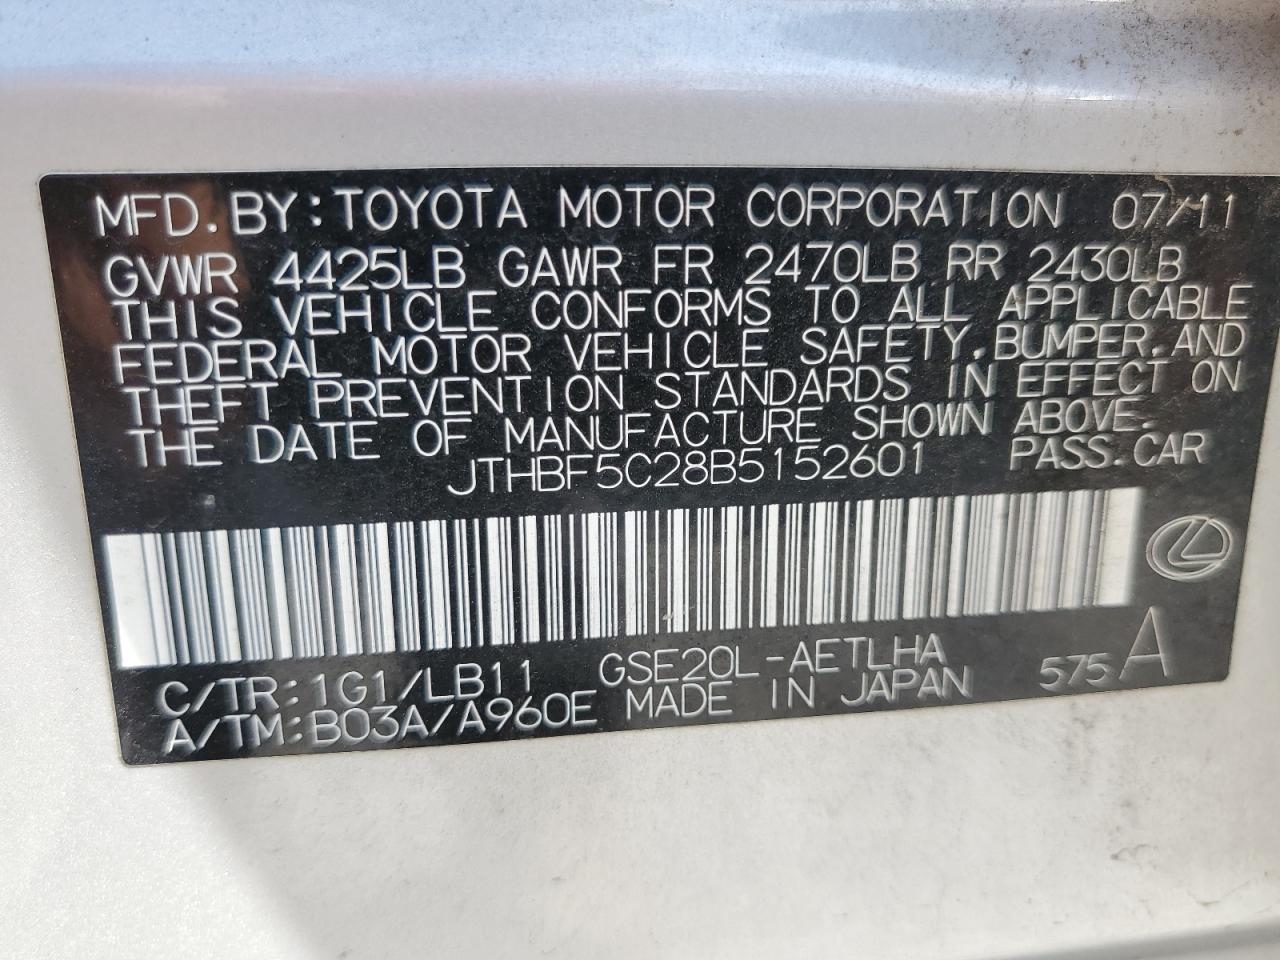 MFD. BY: TOYOTA MOTOR CORPORATION 07/11
GVWR 4425LB GAWR FR 2470LB RR 2430LB
THIS VEHICLE CONFORMS TO ALL APPLICABLE
FEDERAL MOTOR VEHICLE SAFETY, BUMPER, AND
THEFT PREVENTION STANDARDS IN EFFECT ON
THE DATE OF MANUFACTURE SHOWN ABOVE.
JTHBF5C28B5152601 PASS. CAR
C/TR: 1G1/LB11 GSE20L-AETLHA
A/TM: B03A/A960E MADE IN JAPAN 575 A